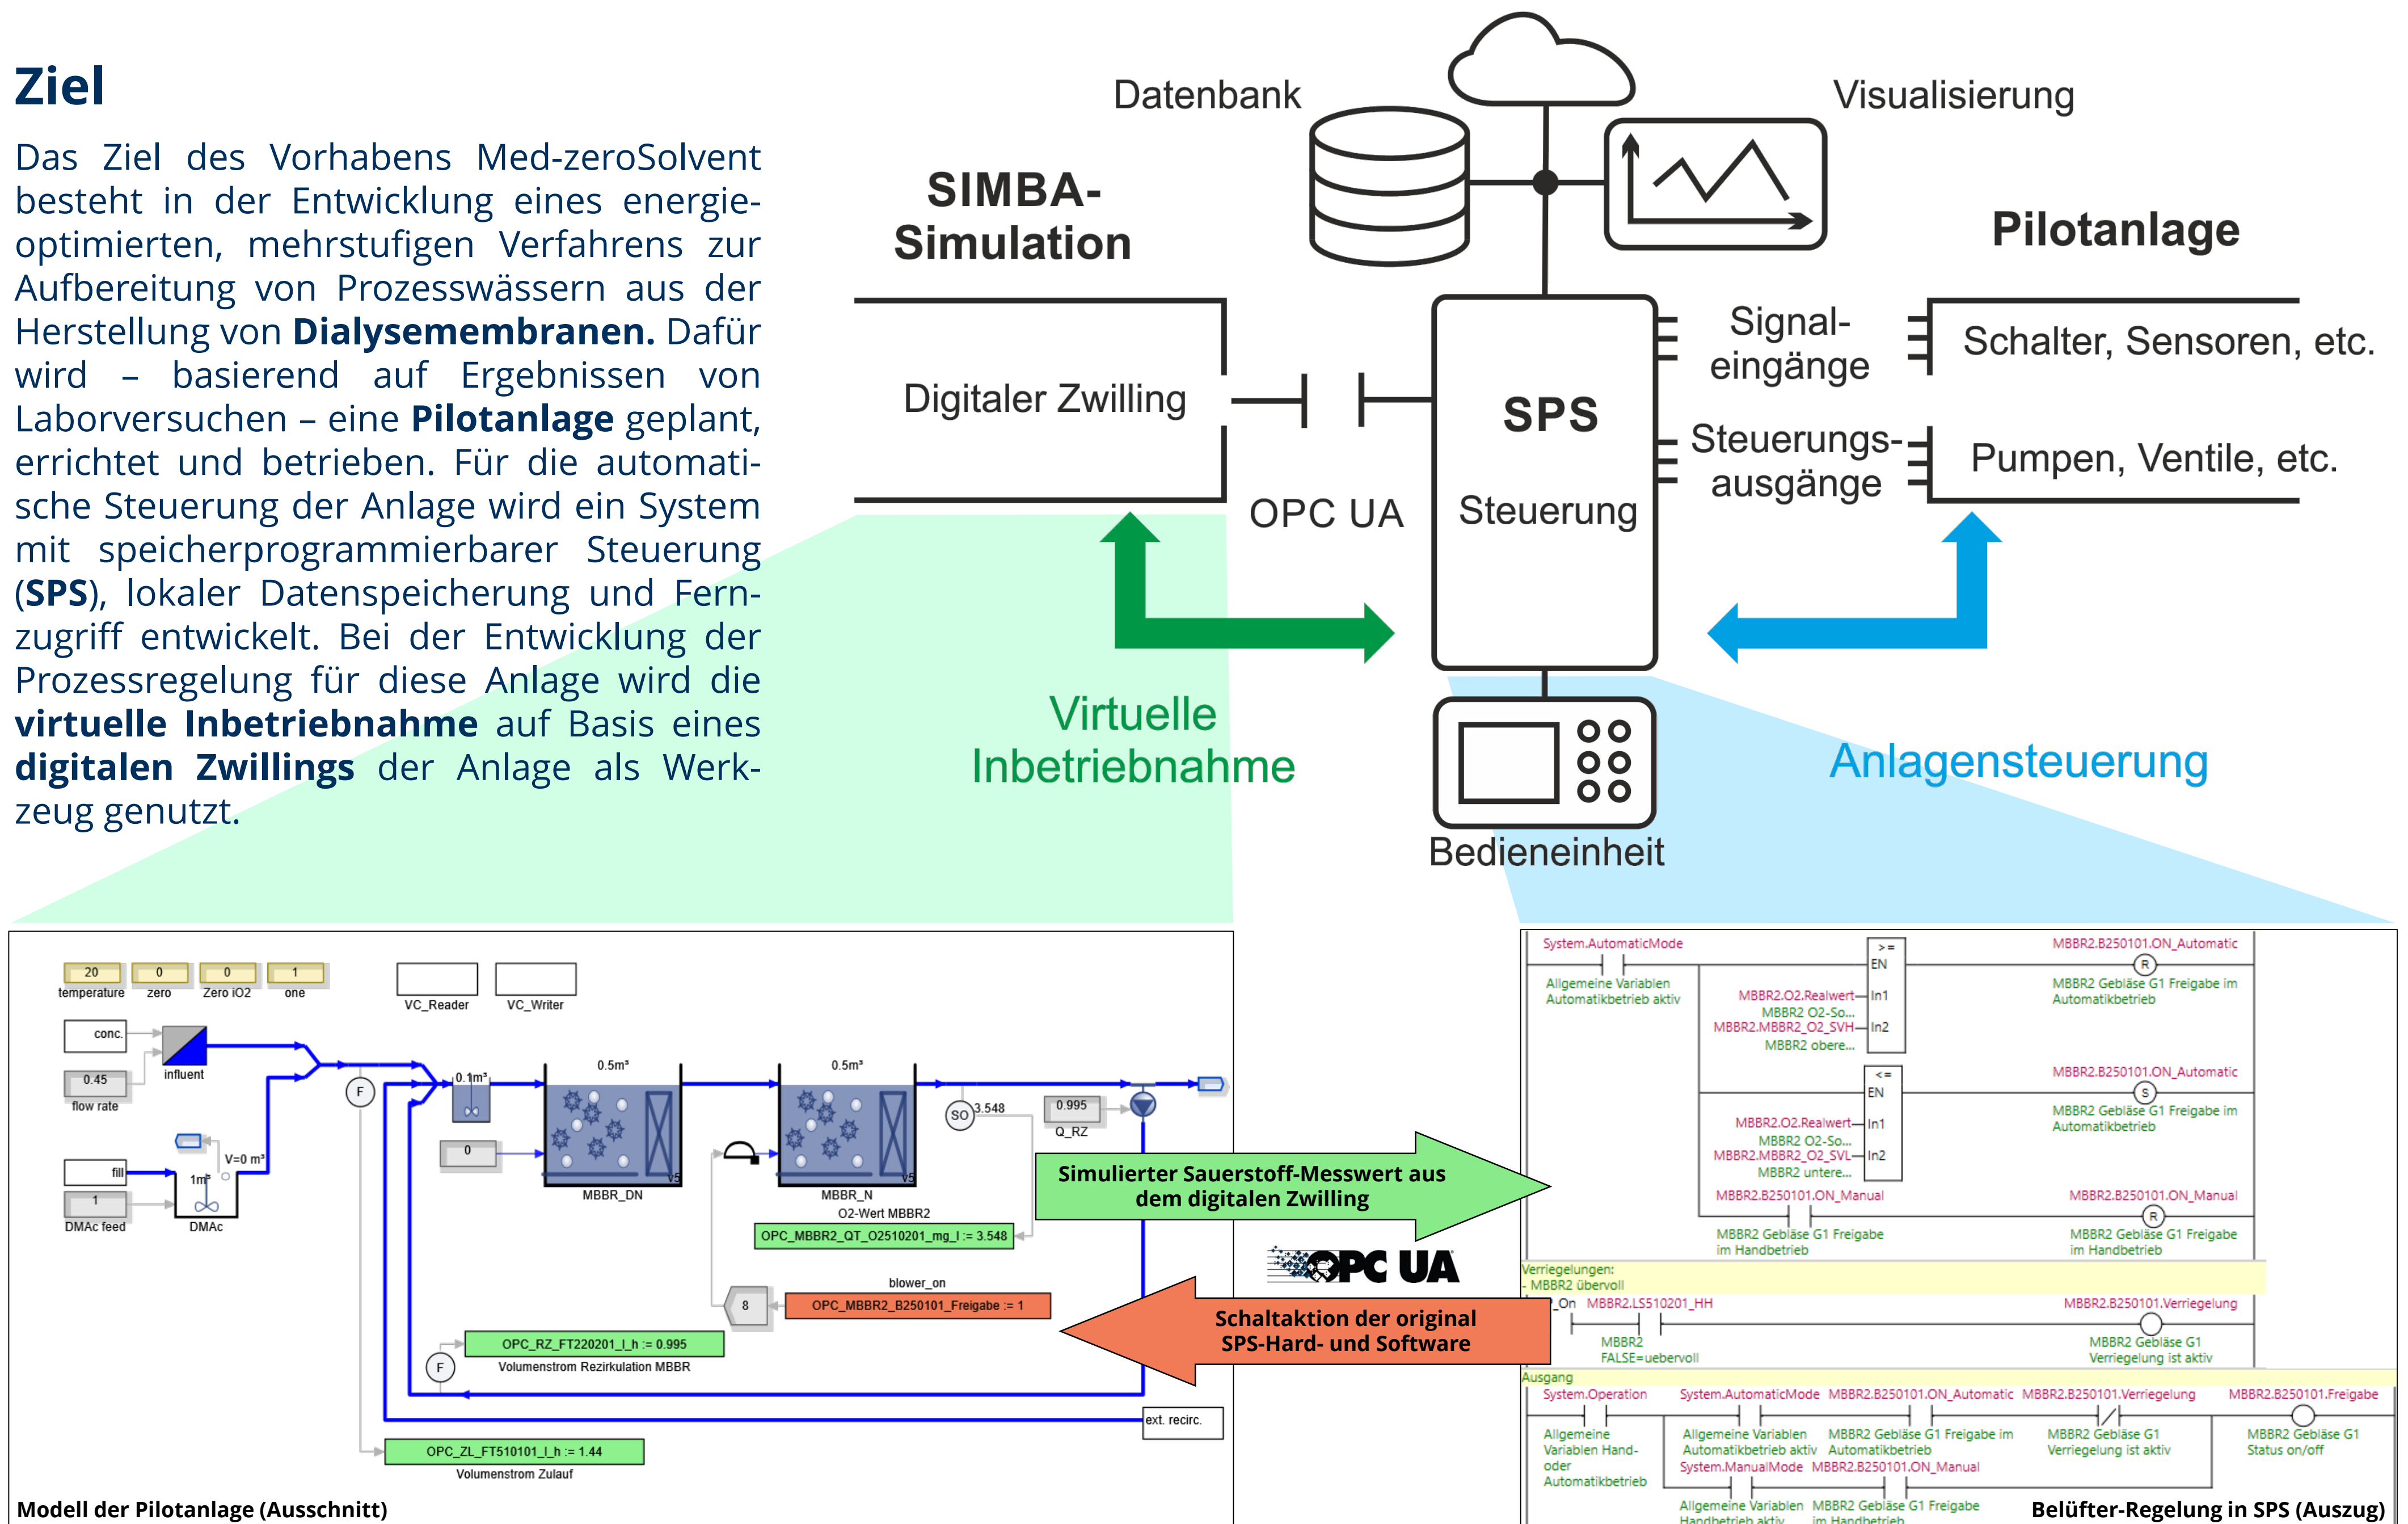 Ziel
Das Ziel des Vorhabens Med-zeroSolvent
besteht in der Entwicklung eines energie-
optimierten, mehrstufigen Verfahrens zur
Aufbereitung von Prozesswässern aus der
Herstellung von Dialysemembranen. Dafür
wird – basierend auf Ergebnissen von
Laborversuchen – eine Pilotanlage geplant,
errichtet und betrieben. Für die automati-
sche Steuerung der Anlage wird ein System
mit speicherprogrammierbarer Steuerung
(SPS), lokaler Datenspeicherung und Fern-
zugriff entwickelt. Bei der Entwicklung der
Prozessregelung für diese Anlage wird die
virtuelle Inbetriebnahme auf Basis eines
digitalen Zwillings der Anlage als Werk-
zeug genutzt.
Datenbank
Visualisierung
SIMBA-
Simulation
Pilotanlage
Digitaler Zwilling
OPC UA
SPS
Steuerung
Signal-
eingänge
Steuerungs-
ausgänge
Schalter, Sensoren, etc.
Pumpen, Ventile, etc.
Virtuelle
Inbetriebnahme
Anlagensteuerung
Bedieneinheit
20
temperature
0
zero
0
Zero iO2
1
one
VC_Reader
VC_Writer
conc.
0.45
flow rate
influent
F
fill
1
DMAc feed
V=0 m³
1m³
DMAc
0.1m³
0
0.5m³
v5
MBBR_DN
0.5m³
v5
MBBR_N
SO
3.548
0.995
Q_RZ
O2-Wert MBBR2
OPC_MBBR2_QT_O2510201_mg_l := 3.548
blower_on
8
OPC_MBBR2_B250101_Freigabe := 1
OPC_RZ_FT220201_l_h := 0.995
Volumenstrom Rezirkulation MBBR
F
ext. recirc.
OPC_ZL_FT510101_l_h := 1.44
Volumenstrom Zulauf
Modell der Pilotanlage (Ausschnitt)
Simulierter Sauerstoff-Messwert aus
dem digitalen Zwilling
OPC UA
Schaltaktion der original
SPS-Hard- und Software
System.AutomaticMode
Allgemeine Variablen
Automatikbetrieb aktiv
>=
EN
MBBR2.O2.Realwert
In1
MBBR2 O2-So...
MBBR2.MBBR2_O2_SVH
In2
MBBR2 obere...
MBBR2.B250101.ON_Automatic
R
MBBR2 Gebläse G1 Freigabe im
Automatikbetrieb
<=
EN
MBBR2.O2.Realwert
In1
MBBR2 O2-So...
MBBR2.MBBR2_O2_SVL
In2
MBBR2 untere...
MBBR2.B250101.ON_Automatic
S
MBBR2 Gebläse G1 Freigabe im
Automatikbetrieb
MBBR2.B250101.ON_Manual
MBBR2 Gebläse G1 Freigabe
im Handbetrieb
MBBR2.B250101.ON_Manual
R
MBBR2 Gebläse G1 Freigabe
im Handbetrieb
Verriegelungen:
- MBBR2 übervoll
_On
MBBR2.LS510201_HH
MBBR2
FALSE=uebervoll
MBBR2.B250101.Verriegelung
MBBR2 Gebläse G1
Verriegelung ist aktiv
Ausgang
System.Operation
Allgemeine
Variablen Hand-
oder
Automatikbetrieb
System.AutomaticMode
Allgemeine Variablen
Automatikbetrieb aktiv
MBBR2.B250101.ON_Automatic
MBBR2 Gebläse G1 Freigabe im
Automatikbetrieb
MBBR2.B250101.Verriegelung
MBBR2 Gebläse G1
Verriegelung ist aktiv
MBBR2.B250101.Freigabe
MBBR2 Gebläse G1
Status on/off
System.ManualMode
Allgemeine Variablen
Handbetrieb aktiv
MBBR2.B250101.ON_Manual
MBBR2 Gebläse G1 Freigabe
im Handbetrieb
Belüfter-Regelung in SPS (Auszug)